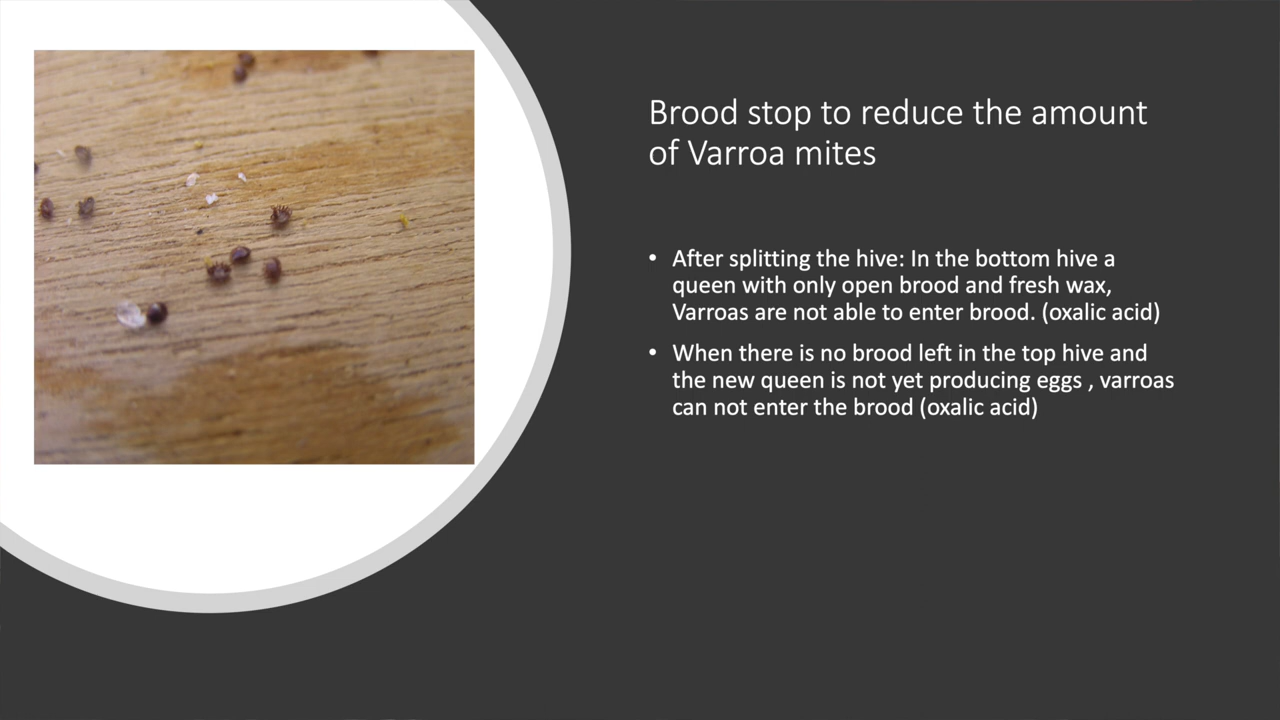 Brood stop to reduce the amount
of Varroa mites
• After splitting the hive: In the bottom hive a
queen with only open brood and fresh wax,
Varroas are not able to enter brood. (oxalic acid)
• When there is no brood left in the top hive and
the new queen is not yet producing eggs , varroas
can not enter the brood (oxalic acid)